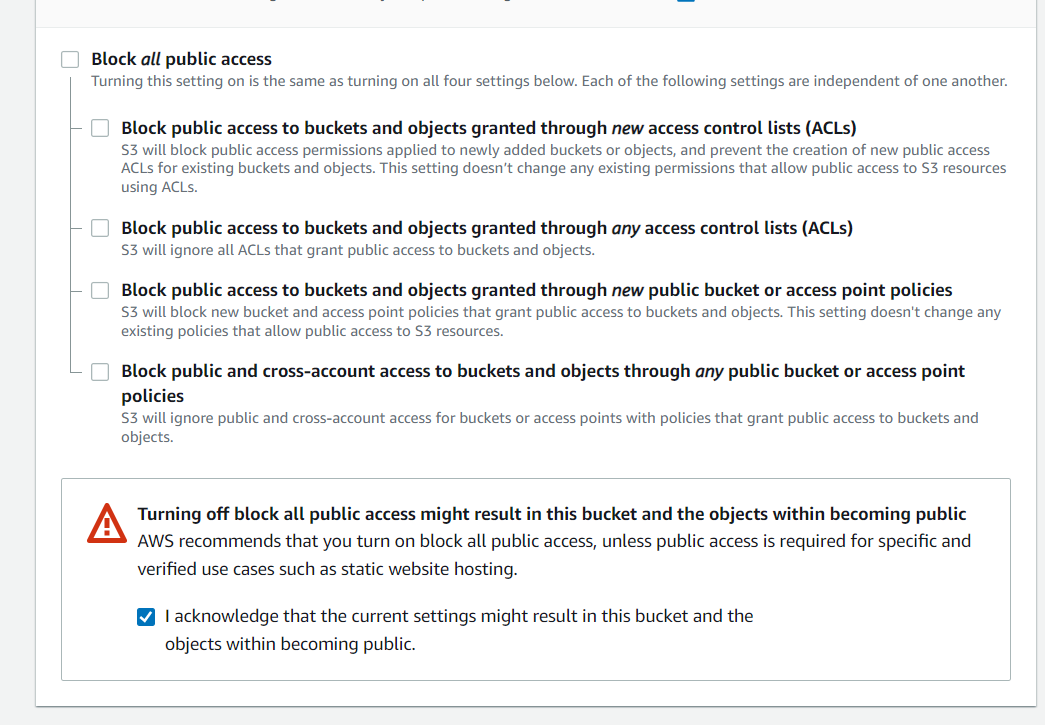 Block all public access
Turning this setting on is the same as turning on all four settings below. Each of the following settings are independent of one another.
Block public access to buckets and objects granted through new access control lists (ACLs)
S3 will block public access permissions applied to newly added buckets or objects, and prevent the creation of new public access
ACLs for existing buckets and objects. This setting doesn't change any existing permissions that allow public access to S3 resources
using ACLs.
Block public access to buckets and objects granted through any access control lists (ACLs)
S3 will ignore all ACLs that grant public access to buckets and objects.
Block public access to buckets and objects granted through new public bucket or access point policies
S3 will block new bucket and access point policies that grant public access to buckets and objects. This setting doesn't change any
existing policies that allow public access to S3 resources.
Block public and cross-account access to buckets and objects through any public bucket or access point
policies
S3 will ignore public and cross-account access for buckets or access points with policies that grant public access to buckets and
objects.
Turning off block all public access might result in this bucket and the objects within becoming public
AWS recommends that you turn on block all public access, unless public access is required for specific and
verified use cases such as static website hosting.
I acknowledge that the current settings might result in this bucket and the
objects within becoming public.